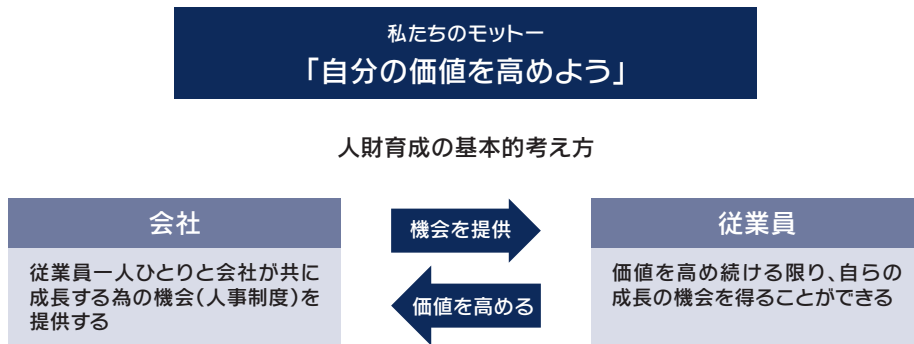 私たちのモットー
「自分の価値を高めよう」
人財育成の基本的考え方
会社
従業員一人ひとりと会社が共に
成長する為の機会(人事制度)を
提供する
機会を提供
価値を高める
従業員
価値を高め続ける限り、自らの
成長の機会を得ることができる